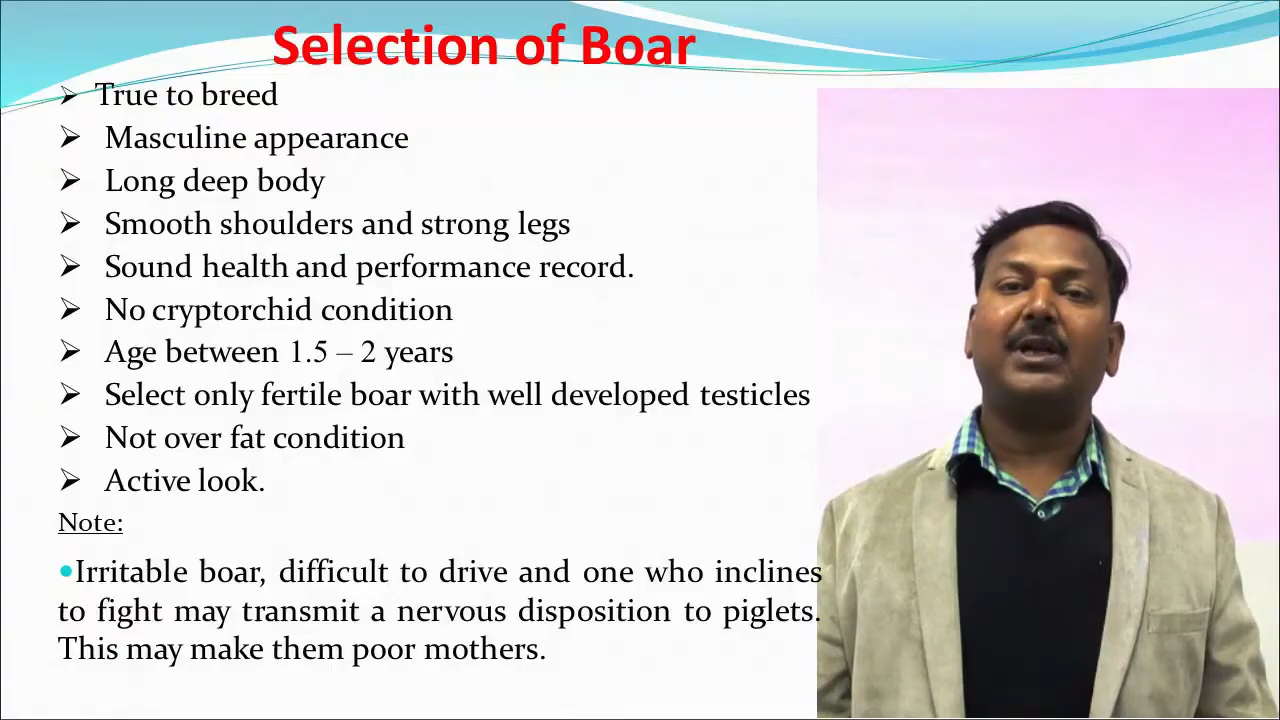 Selection of Boar
➢ True to breed
➢ Masculine appearance
➢ Long deep body
➢ Smooth shoulders and strong legs
➢ Sound health and performance record.
➢ No cryptorchid condition
➢ Age between 1.5 – 2 years
➢ Select only fertile boar with well developed testicles
➢ Not over fat condition
➢ Active look.
Note:
•Irritable boar, difficult to drive and one who inclines
to fight may transmit a nervous disposition to piglets.
This may make them poor mothers.